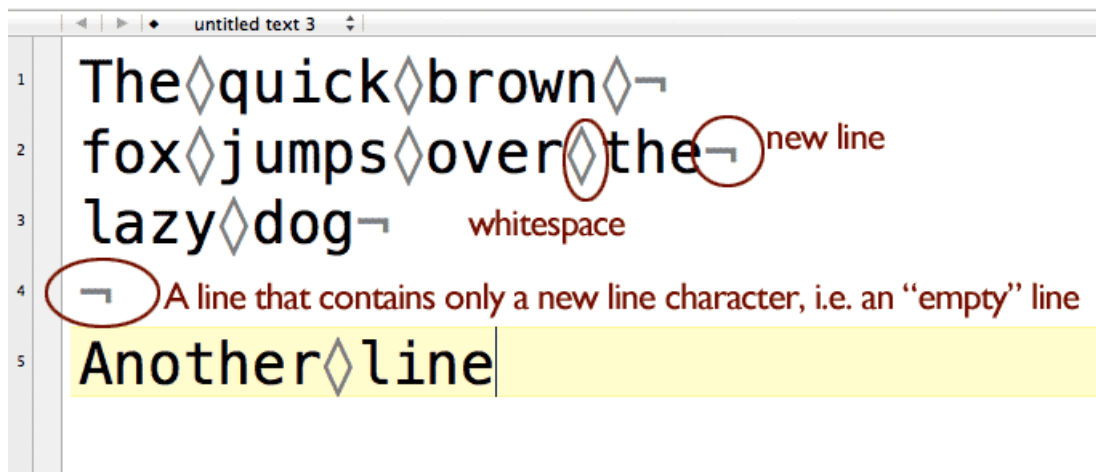 untitled text 3
1 The◊quick◊brown◊¬
2 fox◊jumps◊over◊the¬ new line
3 lazy◊dog¬ whitespace
4 ¬ A line that contains only a new line character, i.e. an “empty” line
5 Another◊line